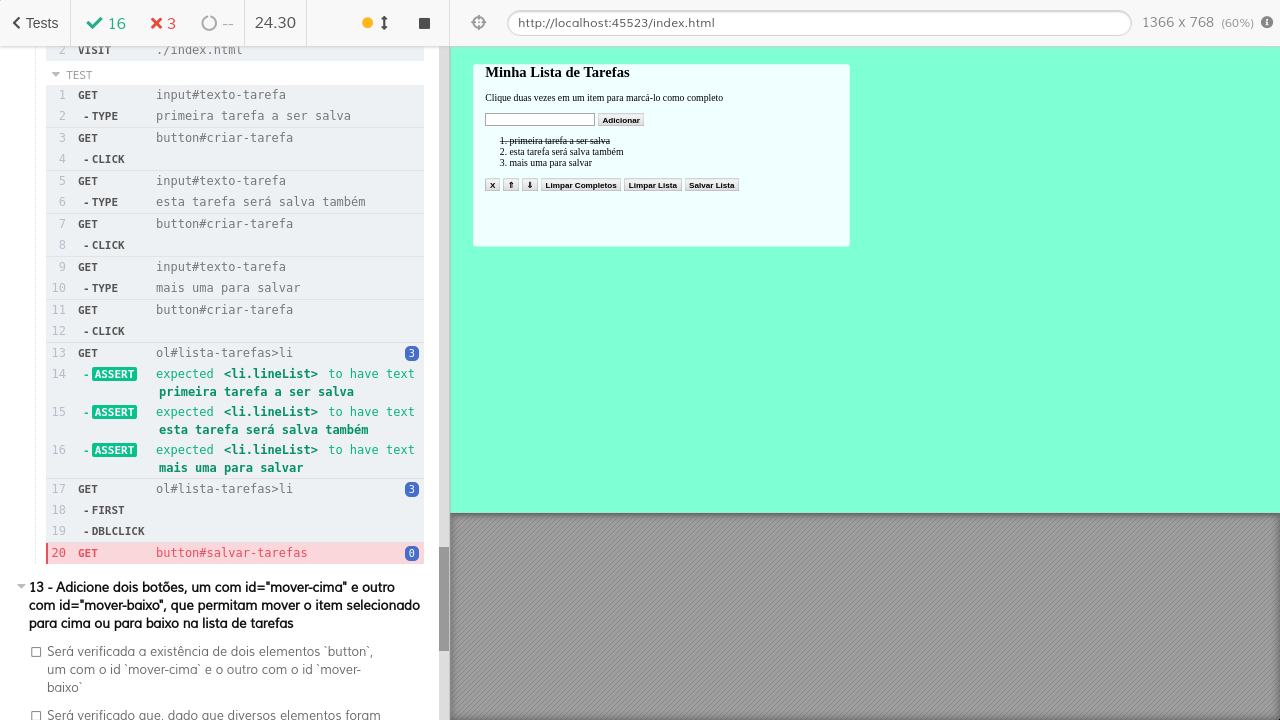 Tests 16 3 -- 24.30 http://localhost:45523/index.html 1366 x 768 (60%)
2 VISIT ./index.html
TEST
1 GET input#texto-tarefa
2 -TYPE primeira tarefa a ser salva
3 GET button#criar-tarefa
4 -CLICK
5 GET input#texto-tarefa
6 -TYPE esta tarefa será salva também
7 GET button#criar-tarefa
8 -CLICK
9 GET input#texto-tarefa
10 -TYPE mais uma para salvar
11 GET button#criar-tarefa
12 -CLICK
13 GET ol#lista-tarefas>li 3
14 -ASSERT expected <li.lineList> to have text
primeira tarefa a ser salva
15 -ASSERT expected <li.lineList> to have text
esta tarefa será salva também
16 -ASSERT expected <li.lineList> to have text
mais uma para salvar
17 GET ol#lista-tarefas>li 3
18 -FIRST
19 -DBLCLICK
20 GET button#salvar-tarefas 0
13 - Adicione dois botões, um com id="mover-cima" e outro
com id="mover-baixo", que permitam mover o item selecionado
para cima ou para baixo na lista de tarefas
Será verificada a existência de dois elementos `button`,
um com o id `mover-cima` e o outro com o id `mover-
baixo`
Será verificado que, dado que diversos elementos foram
Minha Lista de Tarefas
Clique duas vezes em um item para marcá-lo como completo
Adicionar
1. primeira tarefa a ser salva
2. esta tarefa será salva também
3. mais uma para salvar
X ⇑ ⇓ Limpar Completos Limpar Lista Salvar Lista